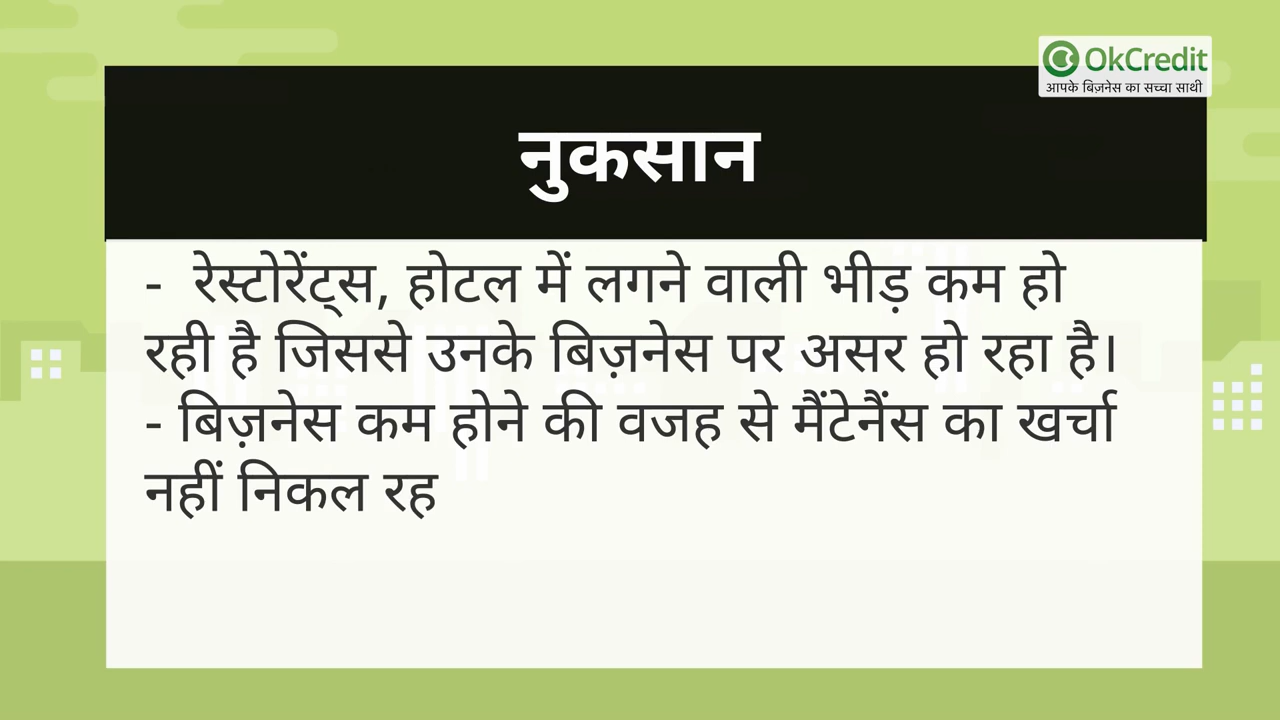 OkCredit
आपके बिज़नेस का सच्चा साथी
नुकसान
- रेस्टोरेंट्स, होटल में लगने वाली भीड़ कम हो
रही है जिससे उनके बिज़नेस पर असर हो रहा है।
- बिज़नेस कम होने की वजह से मैंटेनैंस का खर्चा
नहीं निकल रह